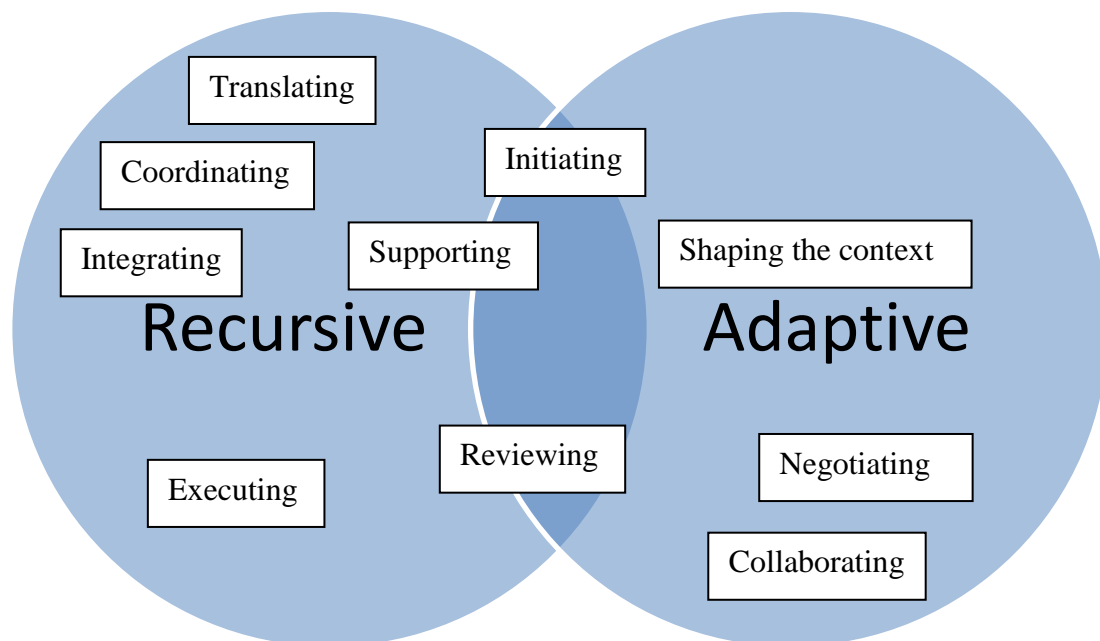 Translating
Initiating
Coordinating
Supporting
Shaping the context
Integrating
Recursive
Adaptive
Reviewing
Negotiating
Executing
Collaborating